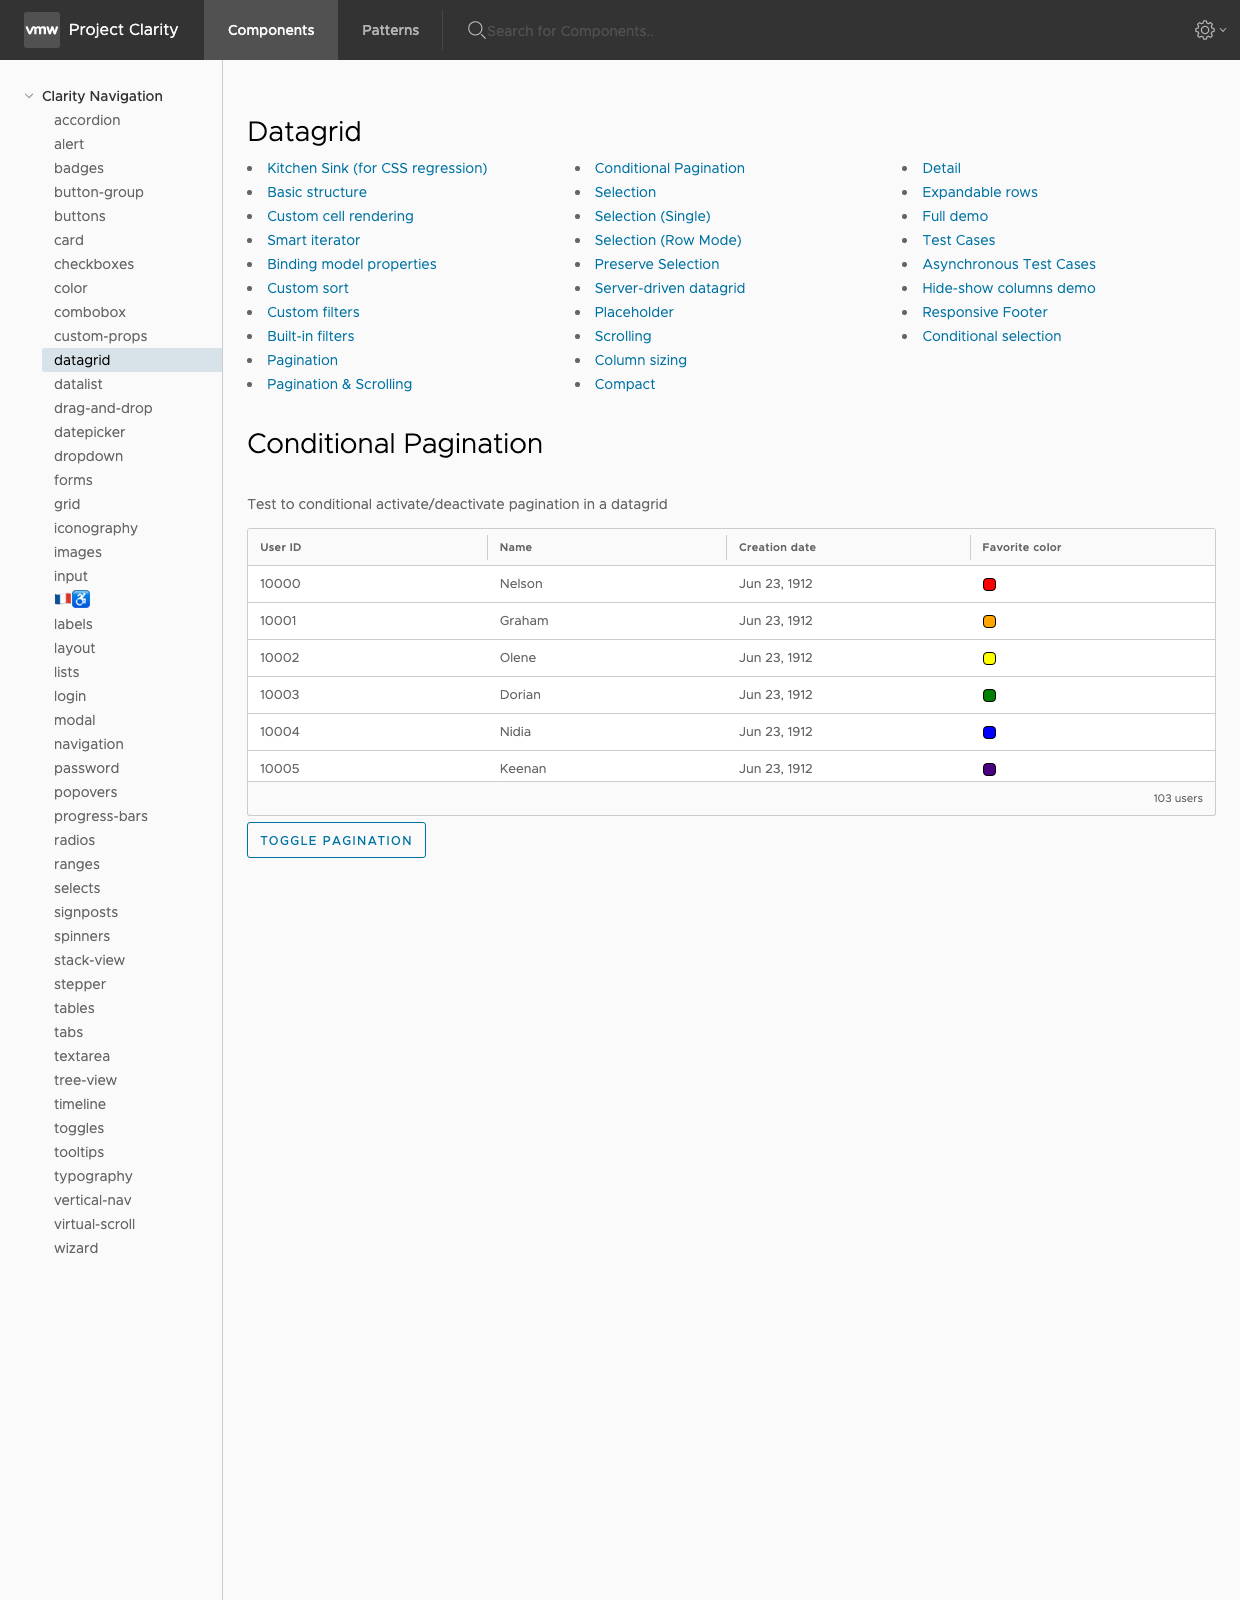 vmw Project Clarity Components Patterns Search for Components..
Clarity Navigation
accordion
alert
badges
button-group
buttons
card
checkboxes
color
combobox
custom-props
datagrid
datalist
drag-and-drop
datepicker
dropdown
forms
grid
iconography
images
input
🇫🇷♿
labels
layout
lists
login
modal
navigation
password
popovers
progress-bars
radios
ranges
selects
signposts
spinners
stack-view
stepper
tables
tabs
textarea
tree-view
timeline
toggles
tooltips
typography
vertical-nav
virtual-scroll
wizard
Datagrid
Kitchen Sink (for CSS regression)
Basic structure
Custom cell rendering
Smart iterator
Binding model properties
Custom sort
Custom filters
Built-in filters
Pagination
Pagination & Scrolling
Conditional Pagination
Selection
Selection (Single)
Selection (Row Mode)
Preserve Selection
Server-driven datagrid
Placeholder
Scrolling
Column sizing
Compact
Detail
Expandable rows
Full demo
Test Cases
Asynchronous Test Cases
Hide-show columns demo
Responsive Footer
Conditional selection
Conditional Pagination
Test to conditional activate/deactivate pagination in a datagrid
User ID Name Creation date Favorite color
10000 Nelson Jun 23, 1912
10001 Graham Jun 23, 1912
10002 Olene Jun 23, 1912
10003 Dorian Jun 23, 1912
10004 Nidia Jun 23, 1912
10005 Keenan Jun 23, 1912
103 users
TOGGLE PAGINATION